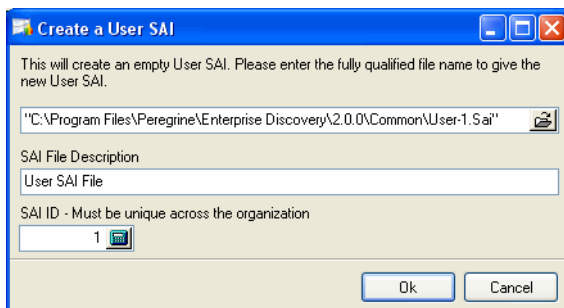 Create a User SAI
This will create an empty User SAI. Please enter the fully qualified file name to give the
new User SAI.
"C:\Program Files\Peregrine\Enterprise Discovery\2.0.0\Common\User-1.Sai"
SAI File Description
User SAI File
SAI ID - Must be unique across the organization
1
Ok Cancel